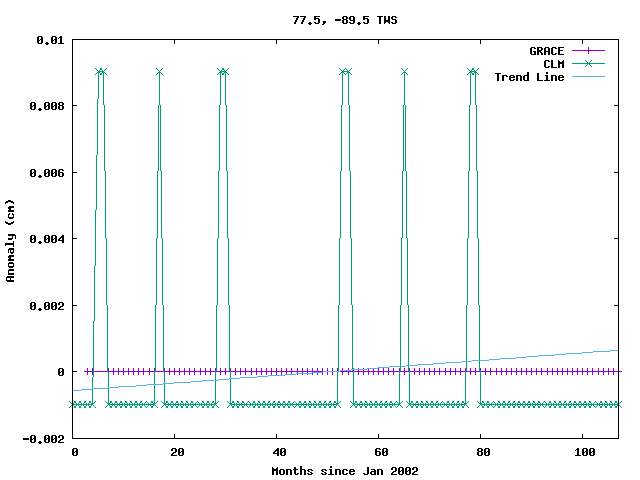 77.5, -89.5 TWS
0.01
GRACE
CLM
Trend Line
0.008
0.006
0.004
0.002
0
-0.002
Anomaly (cm)
0 20 40 60 80 100
Months since Jan 2002